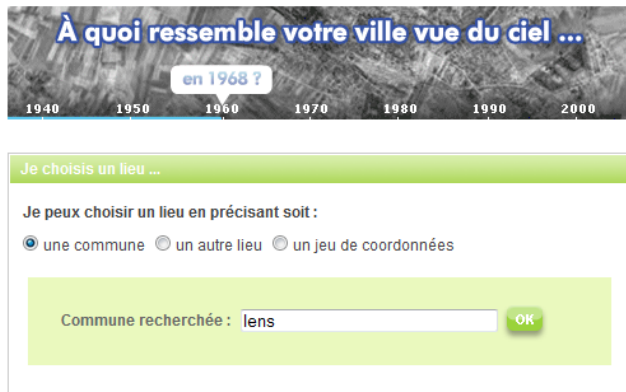 À quoi ressemble votre ville vue du ciel ...
en 1968 ?
1940 1950 1960 1970 1980 1990 2000
Je choisis un lieu ...
Je peux choisir un lieu en précisant soit :
une commune un autre lieu un jeu de coordonnées
Commune recherchée : lens OK